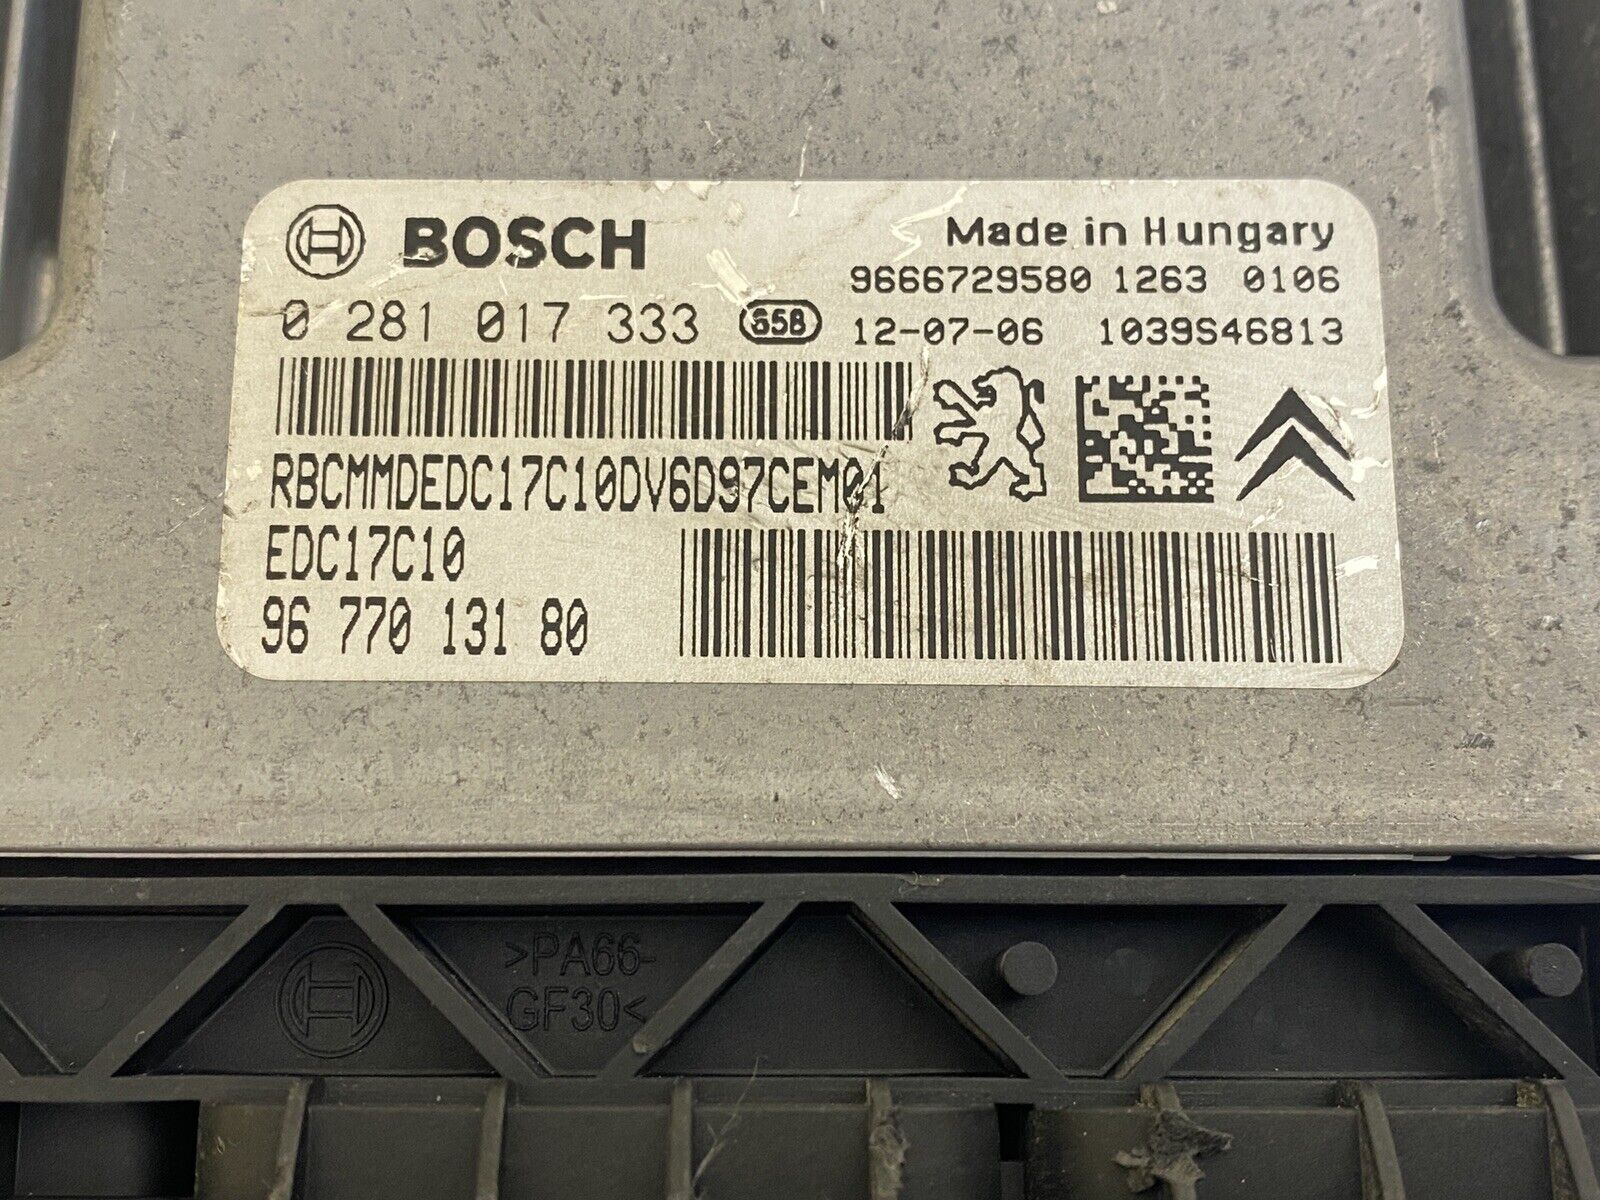 BOSCH
Made in Hungary
9666729580 1263 0106
0 281 017 333 S58
12-07-06 1039S46813
RBCMMDEDC17C10DV6D97CEM01
EDC17C10
96 770 131 80
>PA66-
GF30<